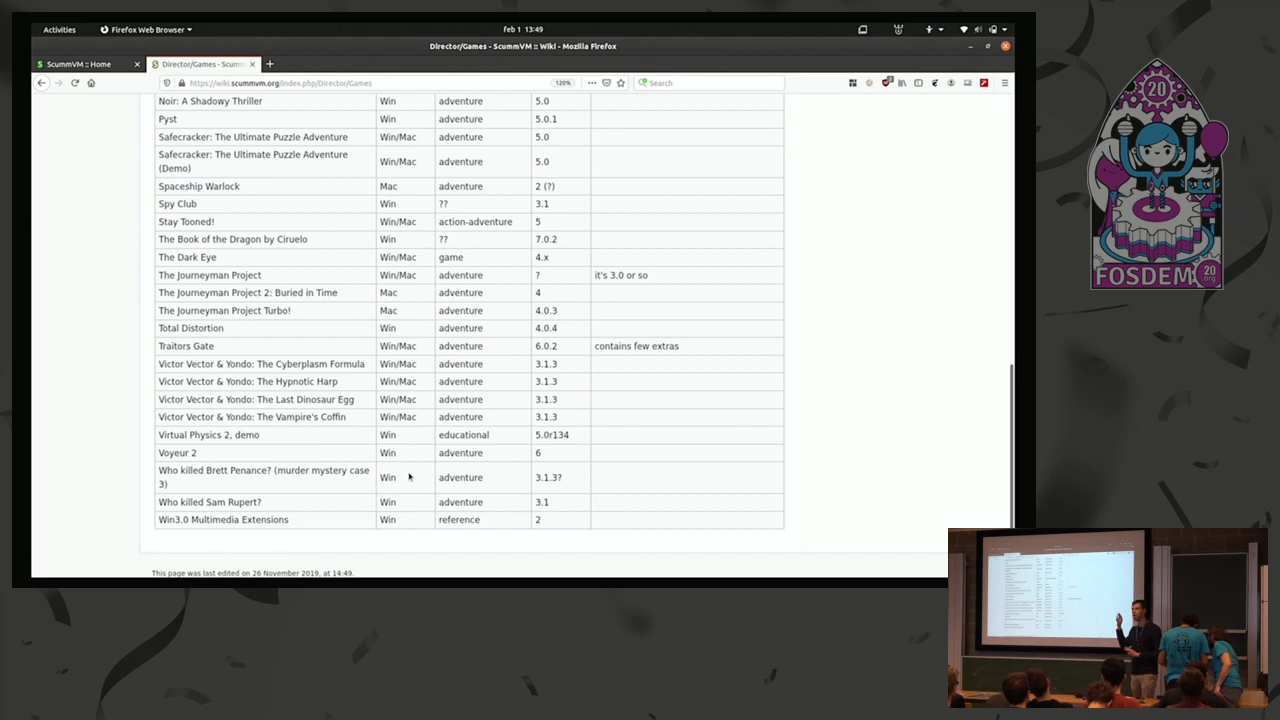 Activities Firefox Web Browser feb 1 13:49
Director/Games - ScummVM :: Wiki - Mozilla Firefox
ScummVM :: Home Director/Games - Scumm
https://wiki.scummvm.org/index.php/Director/Games 120% Search
Noir: A Shadowy Thriller Win adventure 5.0
Pyst Win adventure 5.0.1
Safecracker: The Ultimate Puzzle Adventure Win/Mac adventure 5.0
Safecracker: The Ultimate Puzzle Adventure
(Demo) Win/Mac adventure 5.0
Spaceship Warlock Mac adventure 2 (?)
Spy Club Win ?? 3.1
Stay Tooned! Win/Mac action-adventure 5
The Book of the Dragon by Ciruelo Win ?? 7.0.2
The Dark Eye Win/Mac game 4.x
The Journeyman Project Win/Mac adventure ? it's 3.0 or so
The Journeyman Project 2: Buried in Time Mac adventure 4
The Journeyman Project Turbo! Mac adventure 4.0.3
Total Distortion Win adventure 4.0.4
Traitors Gate Win/Mac adventure 6.0.2 contains few extras
Victor Vector & Yondo: The Cyberplasm Formula Win/Mac adventure 3.1.3
Victor Vector & Yondo: The Hypnotic Harp Win/Mac adventure 3.1.3
Victor Vector & Yondo: The Last Dinosaur Egg Win/Mac adventure 3.1.3
Victor Vector & Yondo: The Vampire's Coffin Win/Mac adventure 3.1.3
Virtual Physics 2, demo Win educational 5.0r134
Voyeur 2 Win adventure 6
Who killed Brett Penance? (murder mystery case
3) Win adventure 3.1.3?
Who killed Sam Rupert? Win adventure 3.1
Win3.0 Multimedia Extensions Win reference 2
This page was last edited on 26 November 2019, at 14:49
20
FOSDEM 20
.org